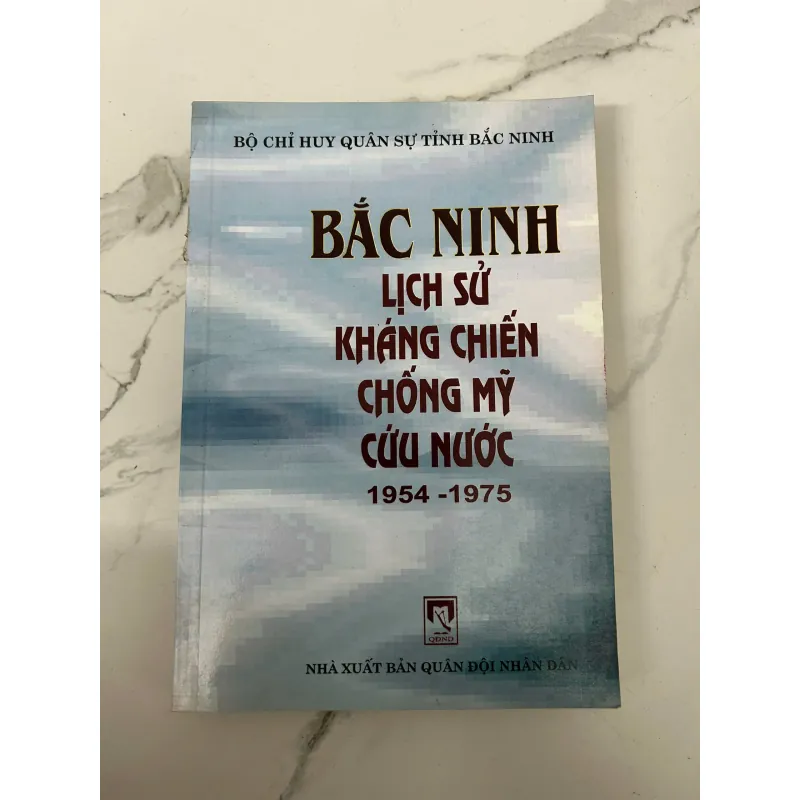 BỘ CHỈ HUY QUÂN SỰ TỈNH BẮC NINH
BẮC NINH
LỊCH SỬ
KHÁNG CHIẾN
CHỐNG MỸ
CỨU NƯỚC
1954 -1975
QĐND
NHÀ XUẤT BẢN QUÂN ĐỘI NHÂN DÂN